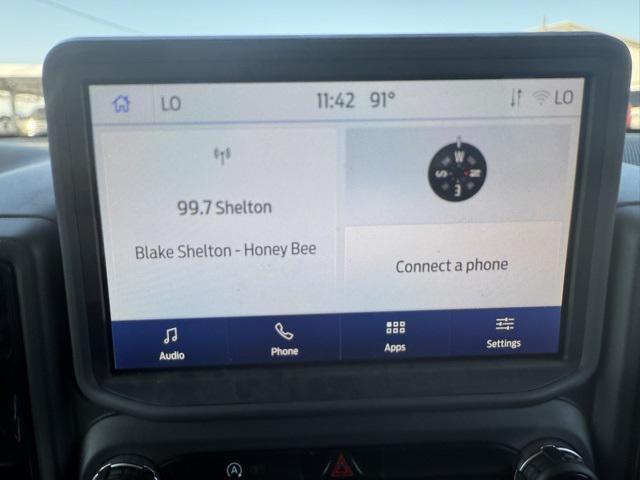 LO 11:42 91° LO
99.7 Shelton
Blake Shelton - Honey Bee
W
S N
E
Connect a phone
Audio Phone Apps Settings
A